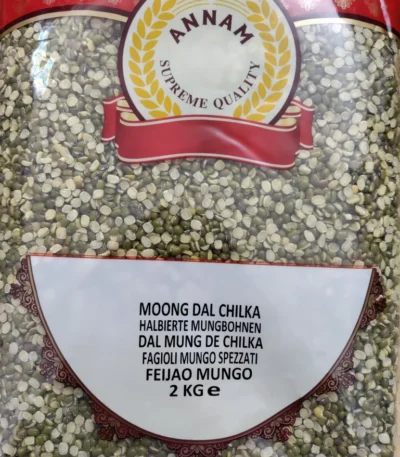 ANNAM
SUPREME QUALITY
MOONG DAL CHILKA
HALBIERTE MUNGBOHNEN
DAL MUNG DE CHILKA
FAGIOLI MUNGO SPEZZATI
FEIJAO MUNGO
2 KG e